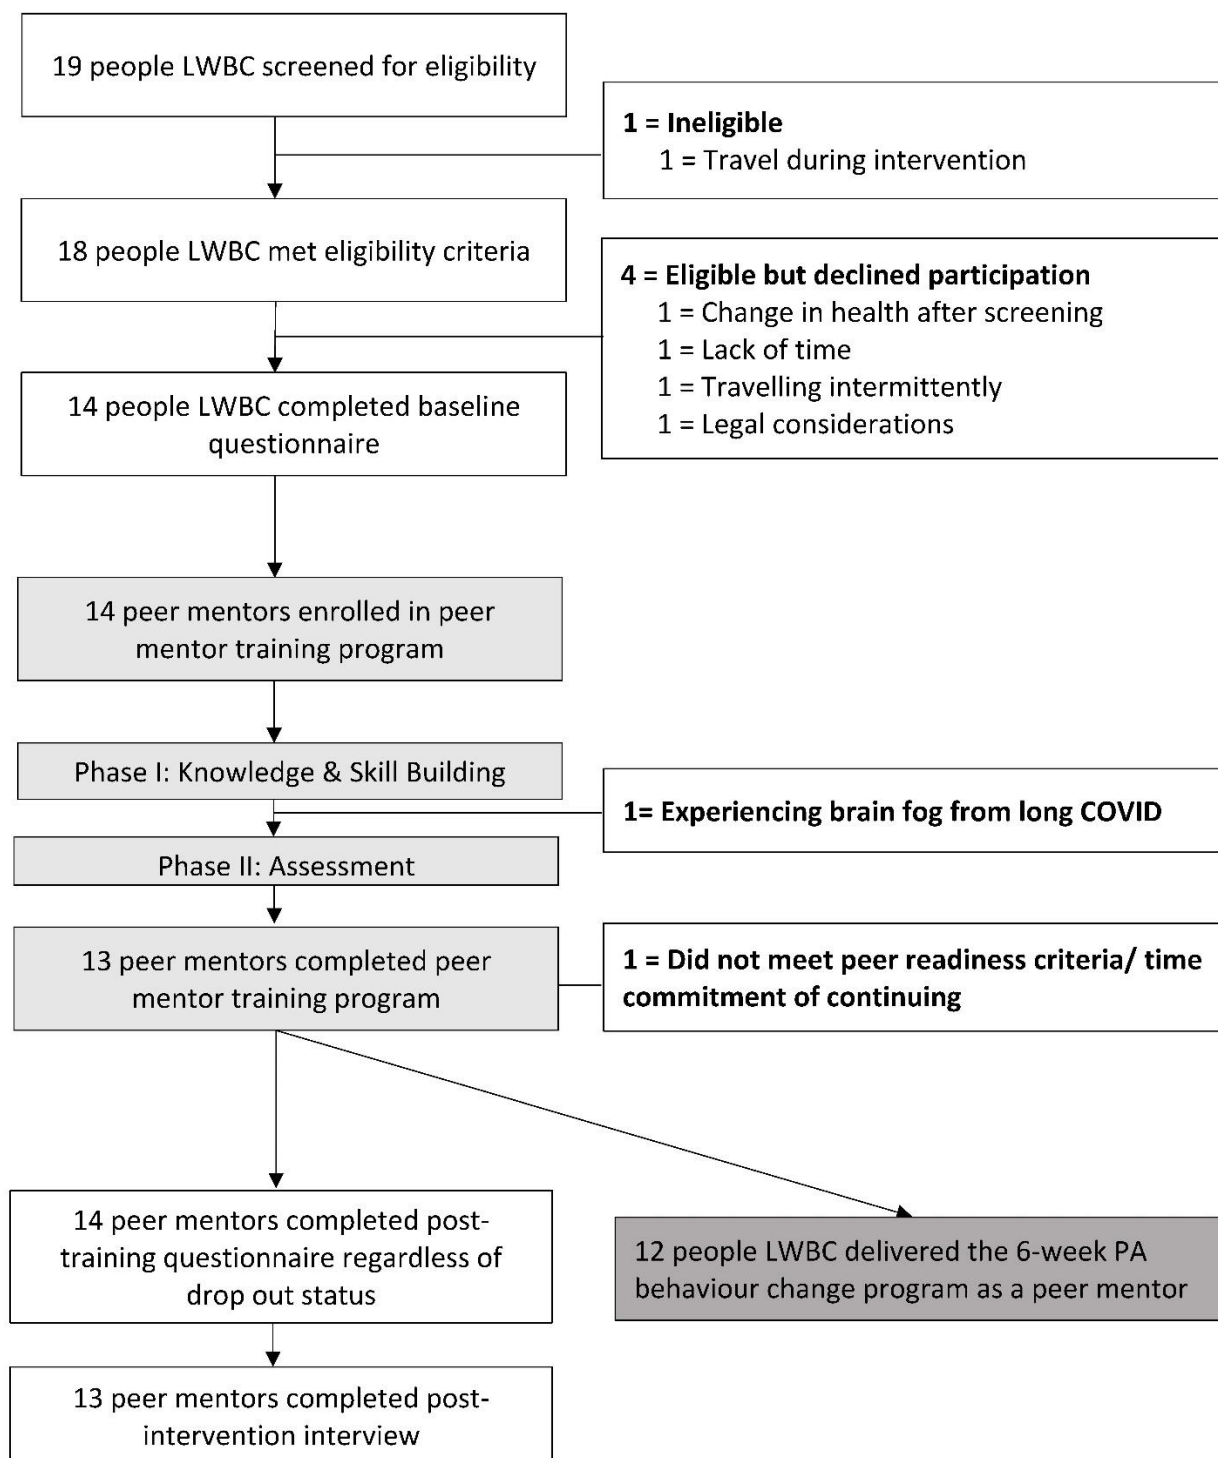 19 people LWBC screened for eligibility
1 = Ineligible
1 = Travel during intervention
18 people LWBC met eligibility criteria
4 = Eligible but declined participation
1 = Change in health after screening
1 = Lack of time
1 = Travelling intermittently
1 = Legal considerations
14 people LWBC completed baseline
questionnaire
14 peer mentors enrolled in peer
mentor training program
Phase I: Knowledge & Skill Building
1= Experiencing brain fog from long COVID
Phase II: Assessment
13 peer mentors completed peer
mentor training program
1 = Did not meet peer readiness criteria/ time
commitment of continuing
14 peer mentors completed post-
training questionnaire regardless of
drop out status
12 people LWBC delivered the 6-week PA
behaviour change program as a peer mentor
13 peer mentors completed post-
intervention interview